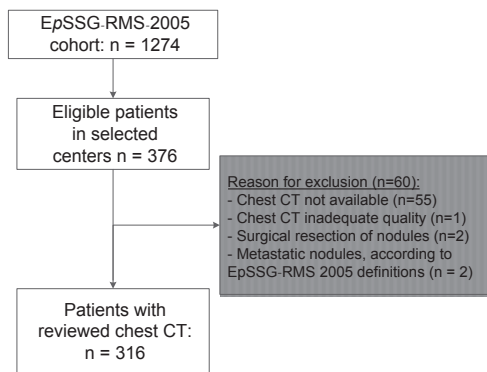 EpSSG-RMS-2005
cohort: n = 1274
Eligible patients
in selected
centers n = 376
Reason for exclusion (n=60):
- Chest CT not available (n=55)
- Chest CT inadequate quality (n=1)
- Surgical resection of nodules (n=2)
- Metastatic nodules, according to
EpSSG-RMS 2005 definitions (n = 2)
Patients with
reviewed chest CT:
n = 316